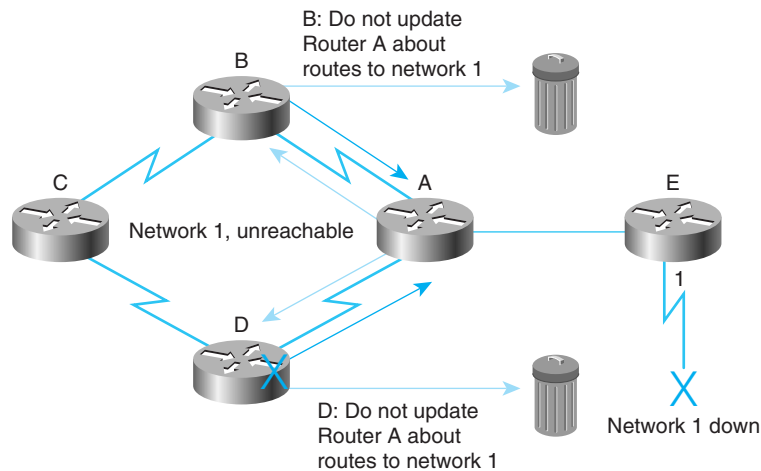 B: Do not update
Router A about
routes to network 1
B
C
A
E
Network 1, unreachable
1
D
D: Do not update
Router A about
routes to network 1
Network 1 down